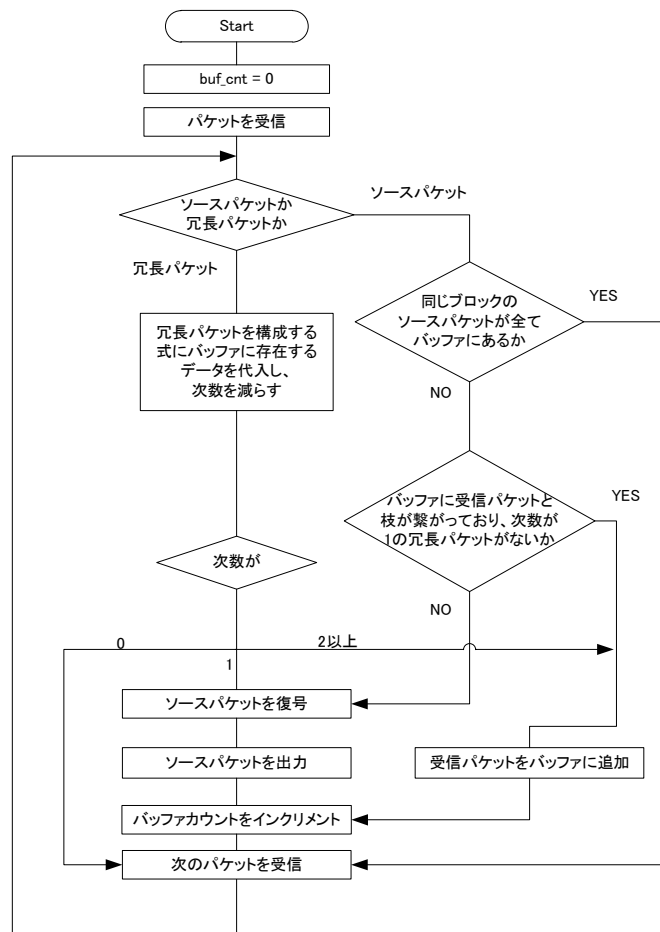 Start
buf_cnt = 0
パケットを受信
ソースパケットか
冗長パケットか
ソースパケット
冗長パケット
同じブロックの
ソースパケットが全て
バッファにあるか
YES
NO
冗長パケットを構成する
式にバッファに存在する
データを代入し、
次数を減らす
バッファに受信パケットと
枝が繋がっており、次数が
1の冗長パケットがないか
YES
NO
次数が
0
2以上
1
ソースパケットを復号
ソースパケットを出力
受信パケットをバッファに追加
バッファカウントをインクリメント
次のパケットを受信